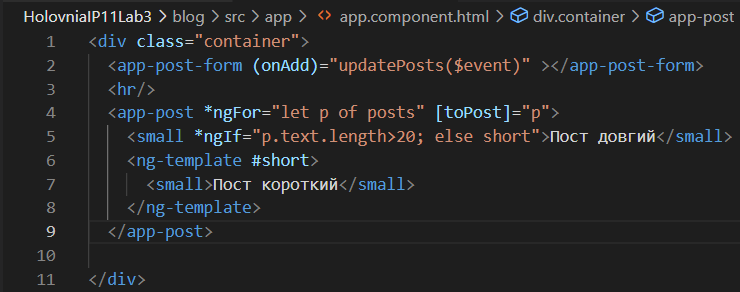 HolovniaIP11Lab3 > blog > src > app > <> app.component.html > div.container > app-post
1 <div class="container">
2 <app-post-form (onAdd)="updatePosts($event)" ></app-post-form>
3 <hr/>
4 <app-post *ngFor="let p of posts" [toPost]="p">
5 <small *ngIf="p.text.length>20; else short">Пост довгий</small>
6 <ng-template #short>
7 <small>Пост короткий</small>
8 </ng-template>
9 </app-post>
10
11 </div>